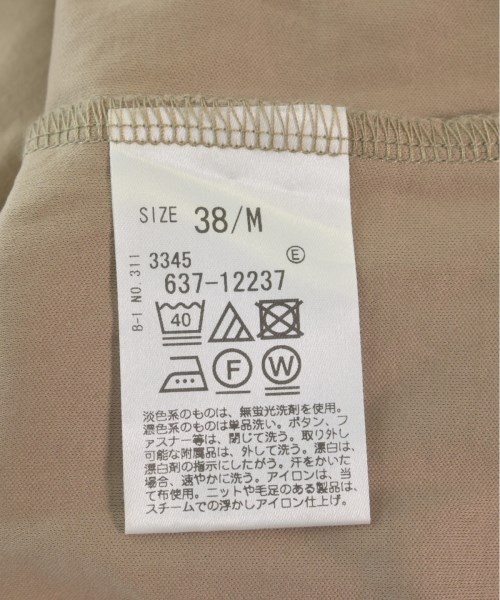 SIZE 38/M
B-1 NO.311
3345
Ⓔ
637-12237
40
F
W
淡色系のものは、無蛍光洗剤を使用。
濃色系のものは単品洗い。ボタン、フ
ァスナー等は、閉じて洗う。取り外し
可能な附属品は、外して洗う。漂白は、
漂白剤の指示にしたがう。汗をかいた
場合、速やかに洗う。アイロンは、当
て布使用。ニットや毛足のある製品は、
スチームでの浮かしアイロン仕上げ。